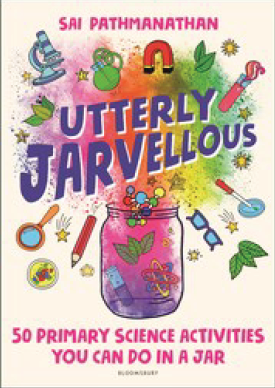 SAI PATHMANATHAN
UTTERLY
JARVELLOUS
50 PRIMARY SCIENCE ACTIVITIES
YOU CAN DO IN A JAR
BLOOMSBURY